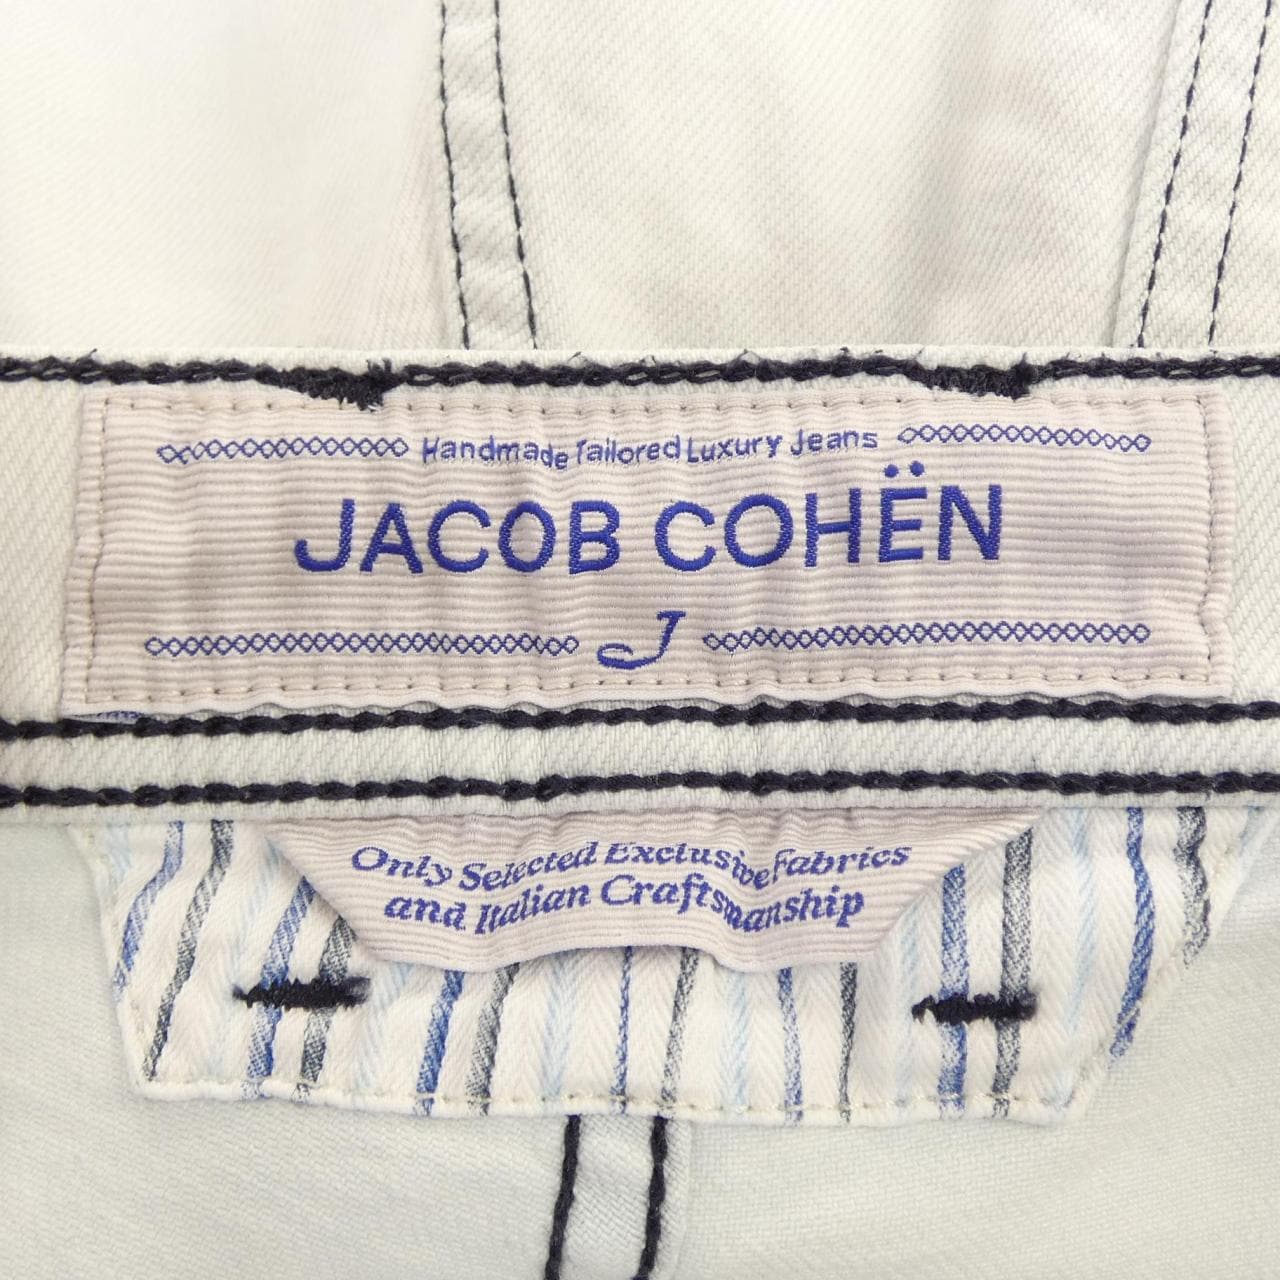 Handmade Tailored Luxury Jeans
JACOB COHËN
J
Only Selected Exclusive Fabrics
and Italian Craftsmanship